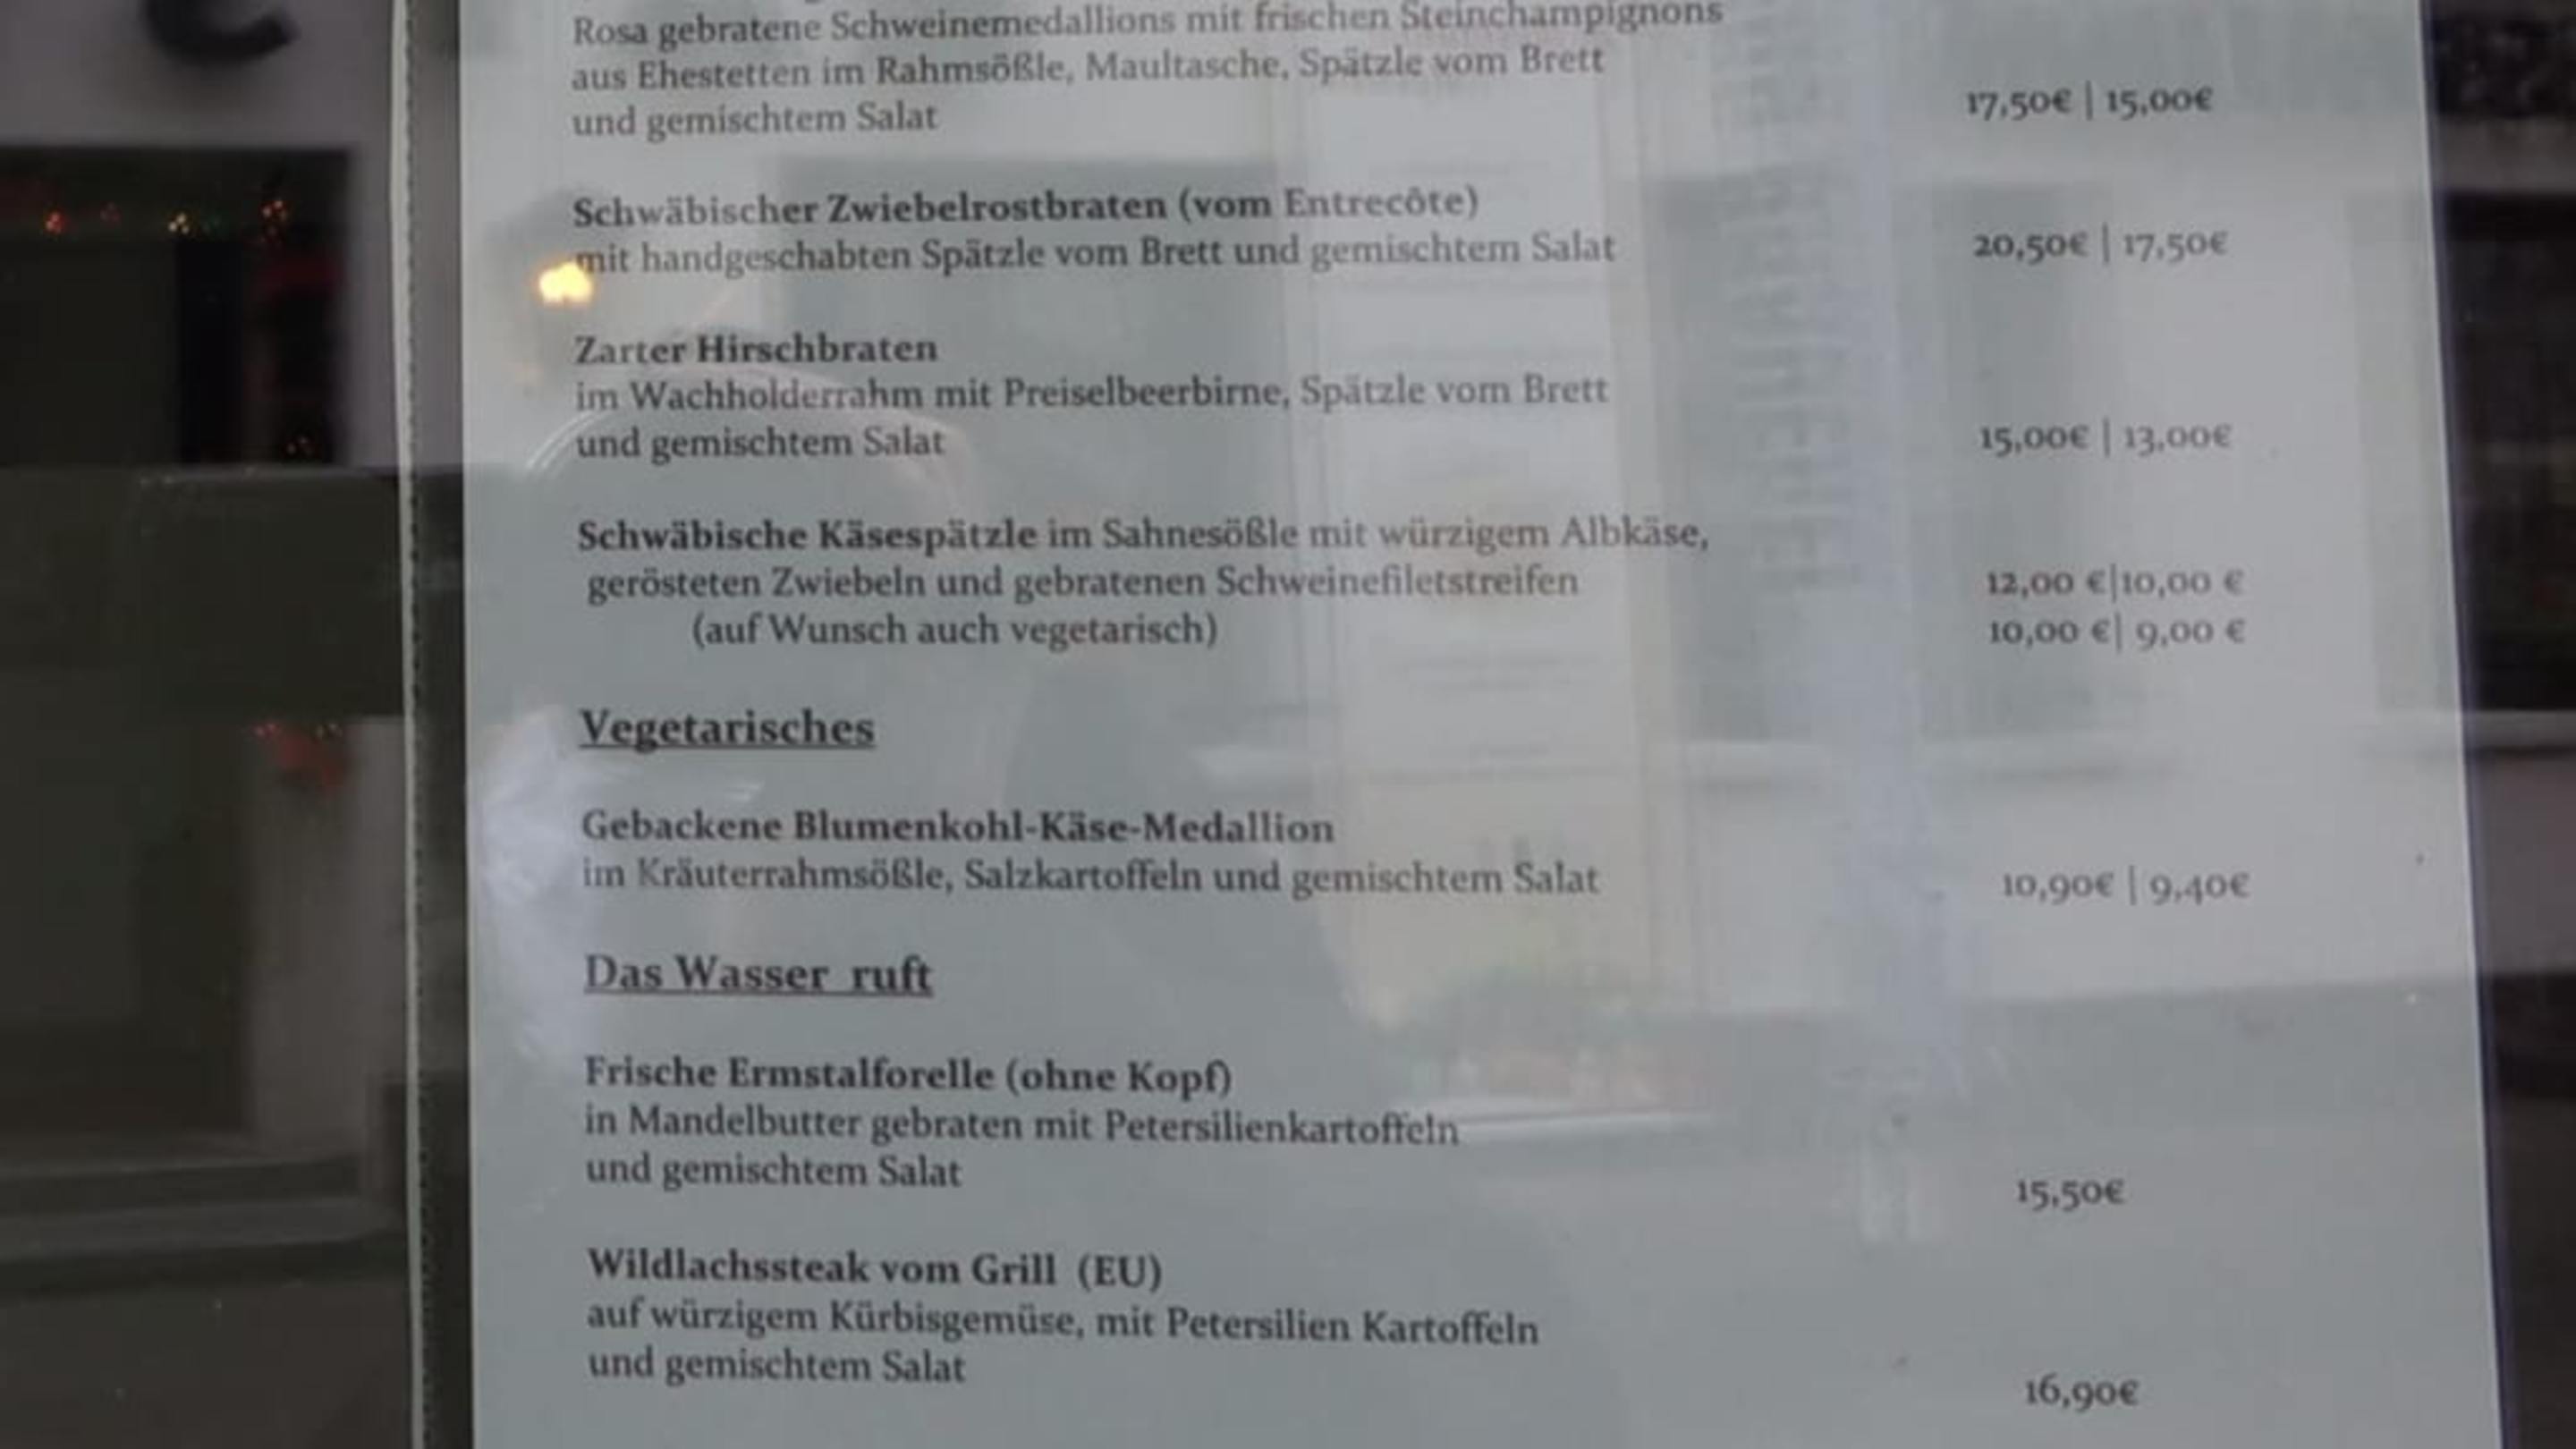 Rosa gebratene Schweinemedallions mit frischen Steinchampignons
aus Ehestetten im Rahmsößle, Maultasche, Spätzle vom Brett
und gemischtem Salat 17,50€ | 15,00€
Schwäbischer Zwiebelrostbraten (vom Entrecôte)
mit handgeschabten Spätzle vom Brett und gemischtem Salat 20,50€ | 17,50€
Zarter Hirschbraten
im Wachholderrahm mit Preiselbeerbirne, Spätzle vom Brett
und gemischtem Salat 15,00€ | 13,00€
Schwäbische Käsespätzle im Sahnesößle mit würzigem Albkäse,
gerösteten Zwiebeln und gebratenen Schweinefiletstreifen 12,00 €|10,00 €
(auf Wunsch auch vegetarisch) 10,00 €| 9,00 €
Vegetarisches
Gebackene Blumenkohl-Käse-Medallion
im Kräuterrahmsößle, Salzkartoffeln und gemischtem Salat 10,90€ | 9,40€
Das Wasser ruft
Frische Ermstalforelle (ohne Kopf)
in Mandelbutter gebraten mit Petersilienkartoffeln
und gemischtem Salat 15,50€
Wildlachssteak vom Grill (EU)
auf würzigem Kürbisgemüse, mit Petersilien Kartoffeln
und gemischtem Salat 16,90€